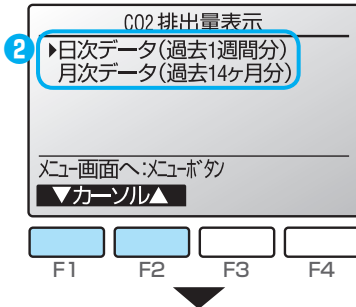 CO2排出量表示
2
▶日次データ(過去1週間分)
月次データ(過去14ヶ月分)
ﾒﾆｭｰ画面へ:ﾒﾆｭｰﾎﾞﾀﾝ
▼カーソル▲
F1 F2 F3 F4